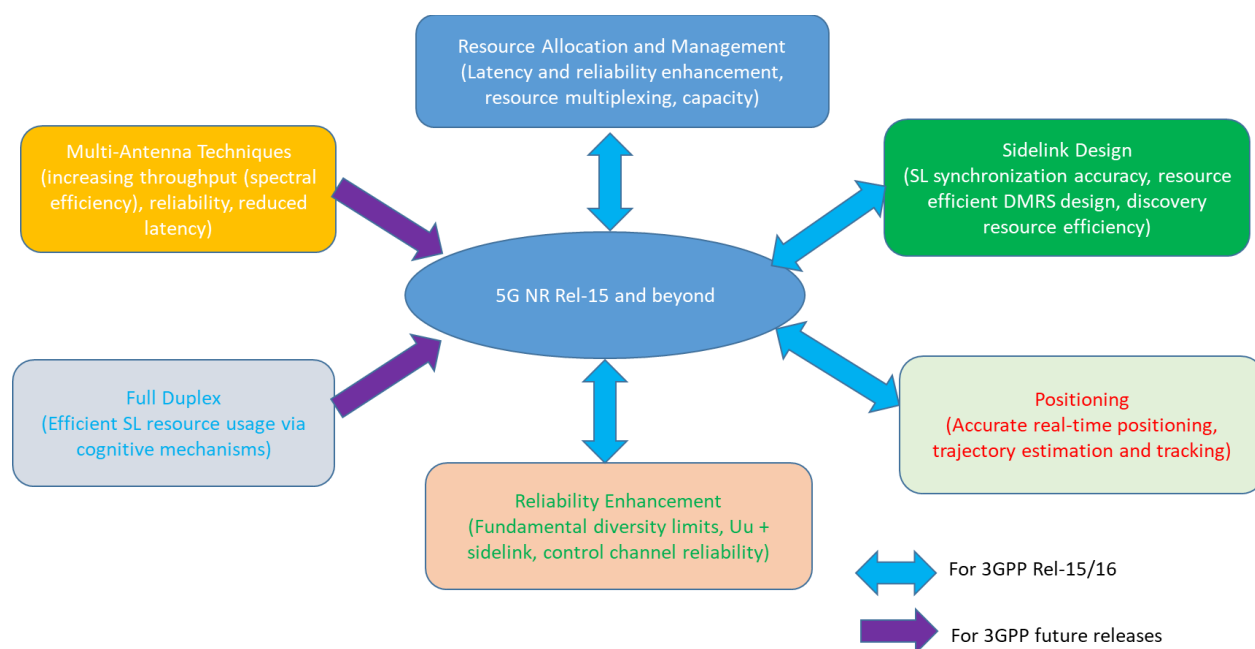 Resource Allocation and Management
(Latency and reliability enhancement,
resource multiplexing, capacity)
Multi-Antenna Techniques
(increasing throughput (spectral
efficiency), reliability, reduced
latency)
Sidelink Design
(SL synchronization accuracy, resource
efficient DMRS design, discovery
resource efficiency)
5G NR Rel-15 and beyond
Full Duplex
(Efficient SL resource usage via
cognitive mechanisms)
Positioning
(Accurate real-time positioning,
trajectory estimation and tracking)
Reliability Enhancement
(Fundamental diversity limits, Uu +
sidelink, control channel reliability)
For 3GPP Rel-15/16
For 3GPP future releases